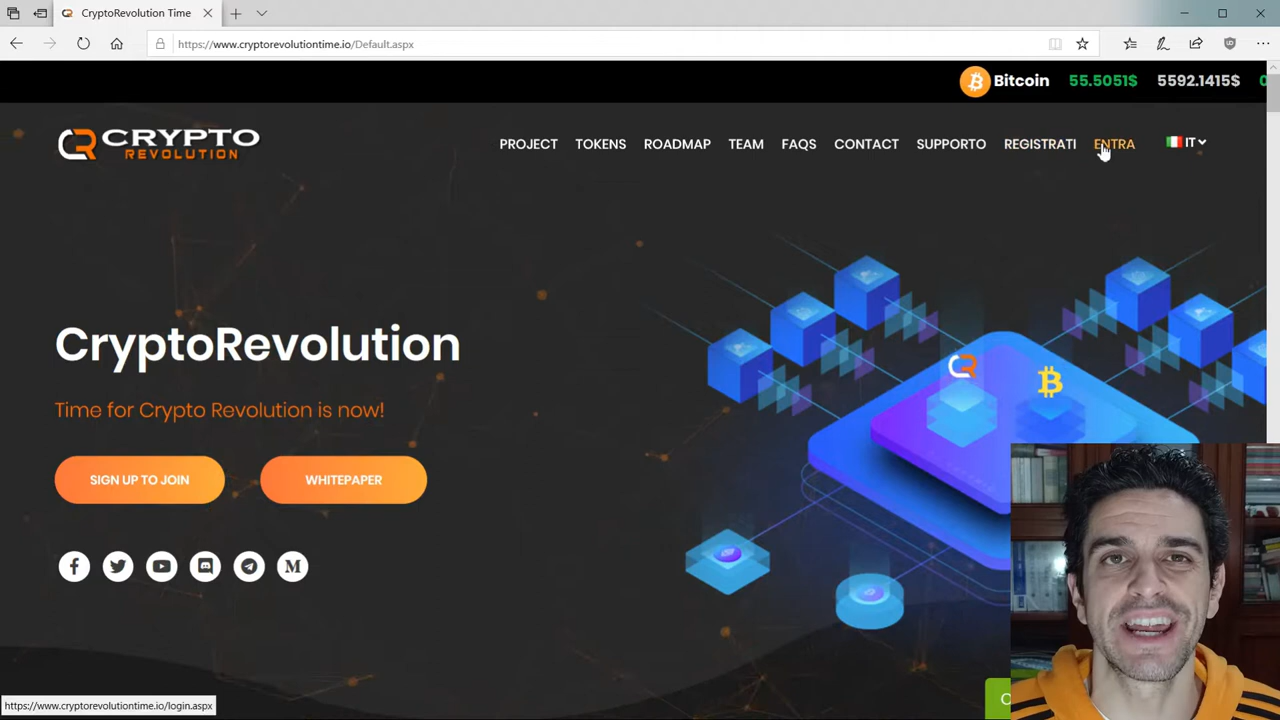 CryptoRevolution Time
https://www.cryptorevolutiontime.io/Default.aspx
Bitcoin 55.5051$ 5592.1415$
CRYPTO
REVOLUTION
PROJECT TOKENS ROADMAP TEAM FAQS CONTACT SUPPORTO REGISTRATI ENTRA IT
CryptoRevolution
Time for Crypto Revolution is now!
SIGN UP TO JOIN WHITEPAPER
https://www.cryptorevolutiontime.io/login.aspx